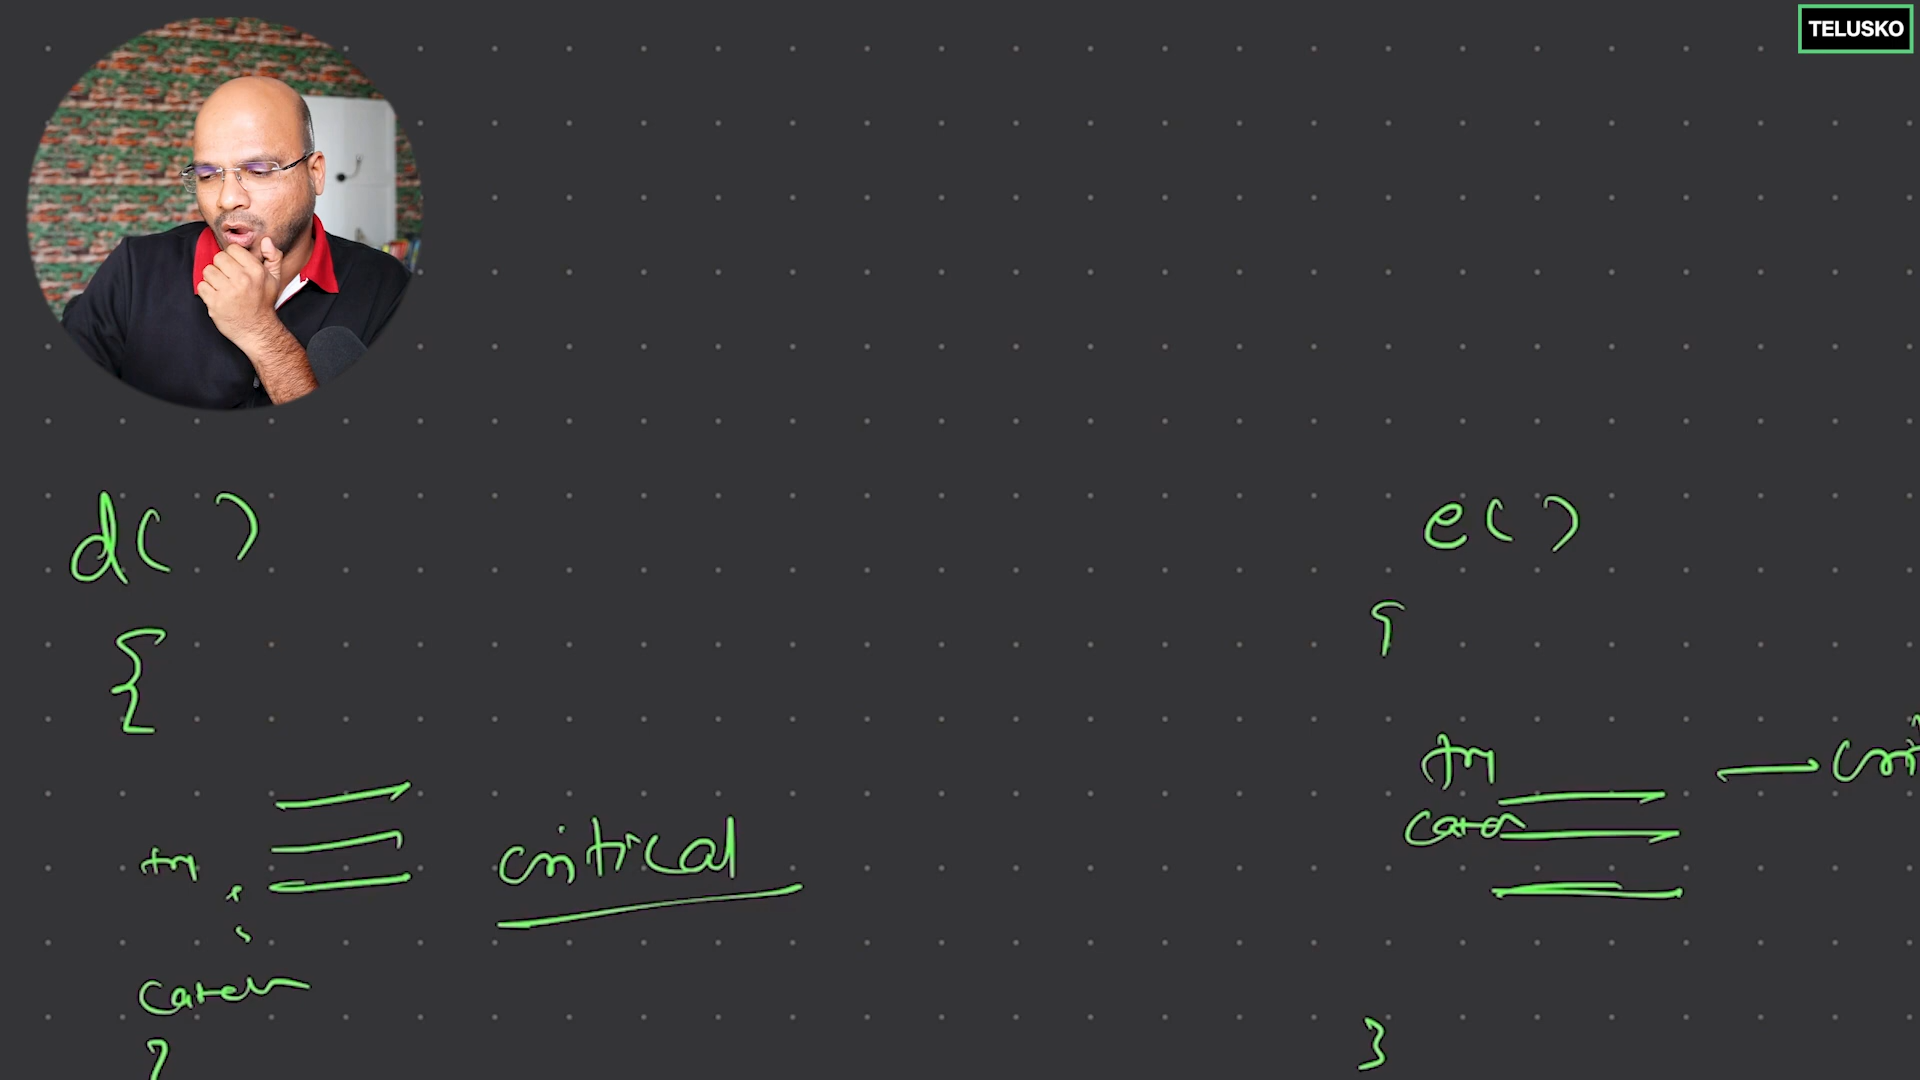 TELUSKO
d( )
{
try
critical
catch
}
e( )
{
try
catch
}